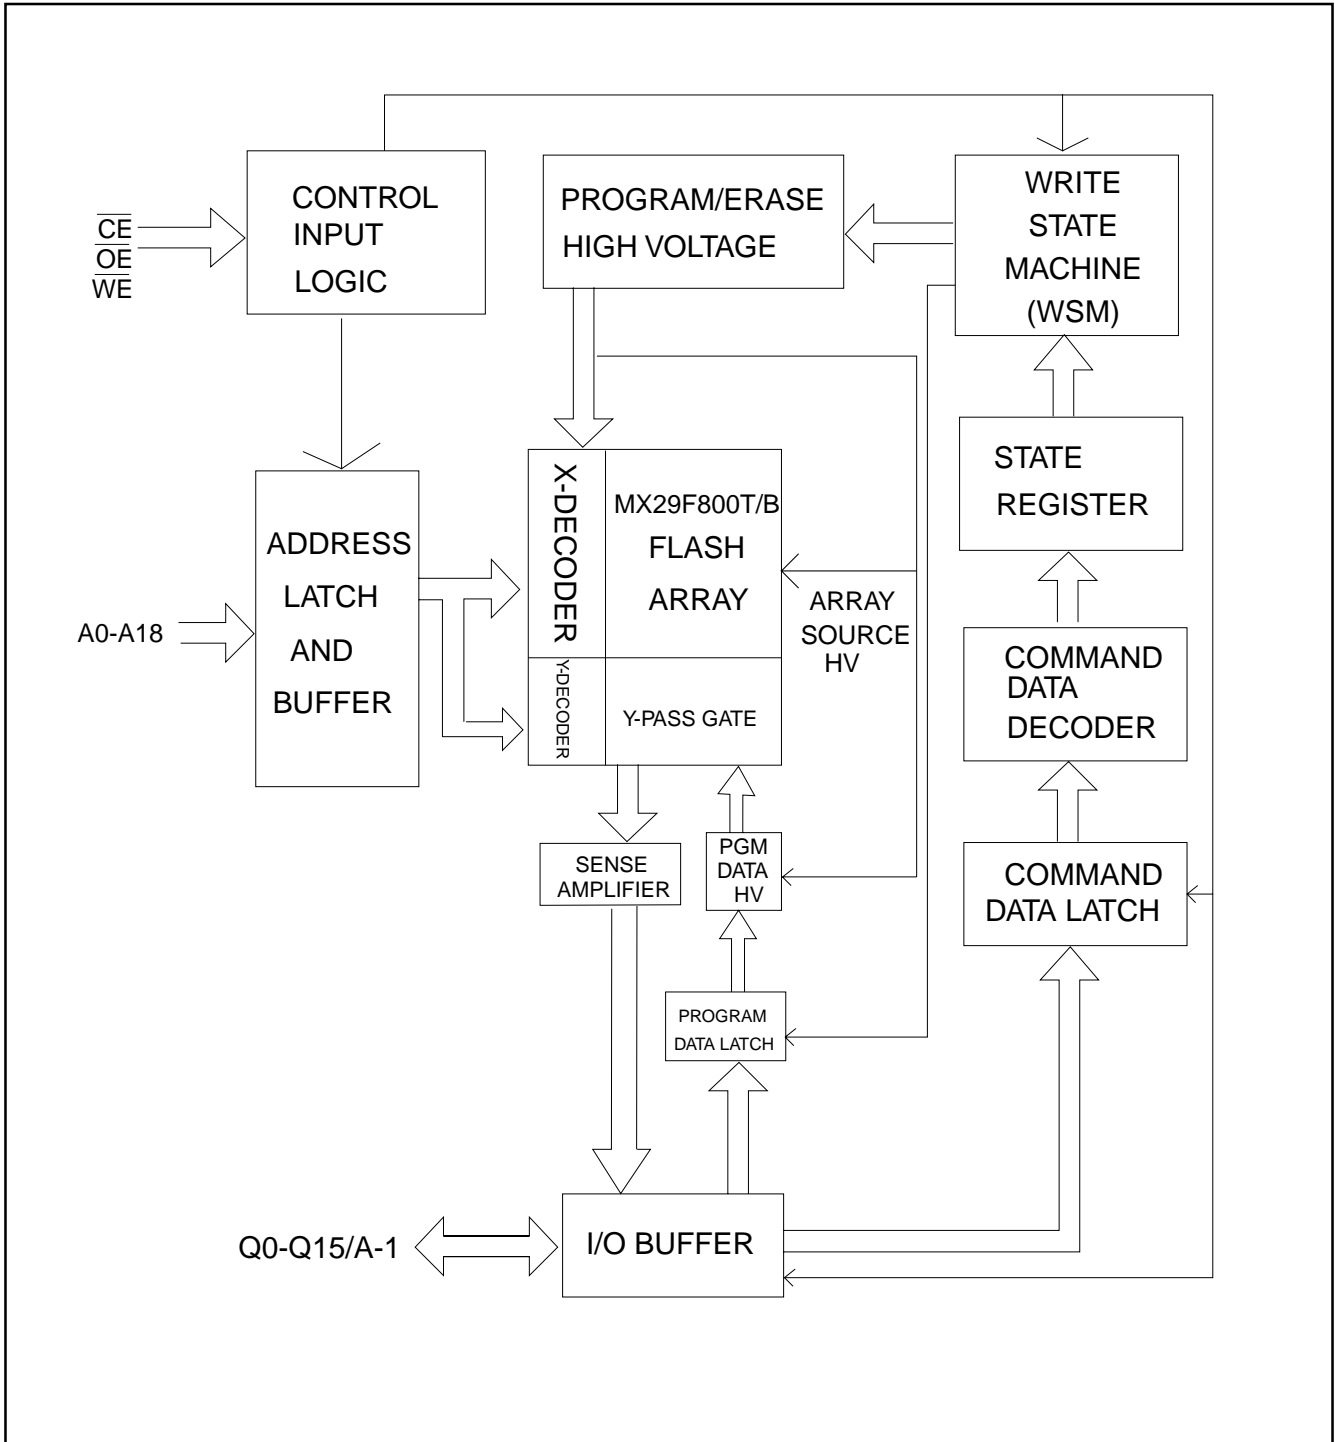 CONTROL
INPUT
LOGIC
CE
OE
WE
PROGRAM/ERASE
HIGH VOLTAGE
WRITE
STATE
MACHINE
(WSM)
STATE
REGISTER
X-DECODER
MX29F800T/B
FLASH
ARRAY
ADDRESS
LATCH
AND
BUFFER
A0-A18
ARRAY
SOURCE
HV
Y-DECODER
Y-PASS GATE
COMMAND
DATA
DECODER
SENSE
AMPLIFIER
PGM
DATA
HV
COMMAND
DATA LATCH
PROGRAM
DATA LATCH
Q0-Q15/A-1
I/O BUFFER